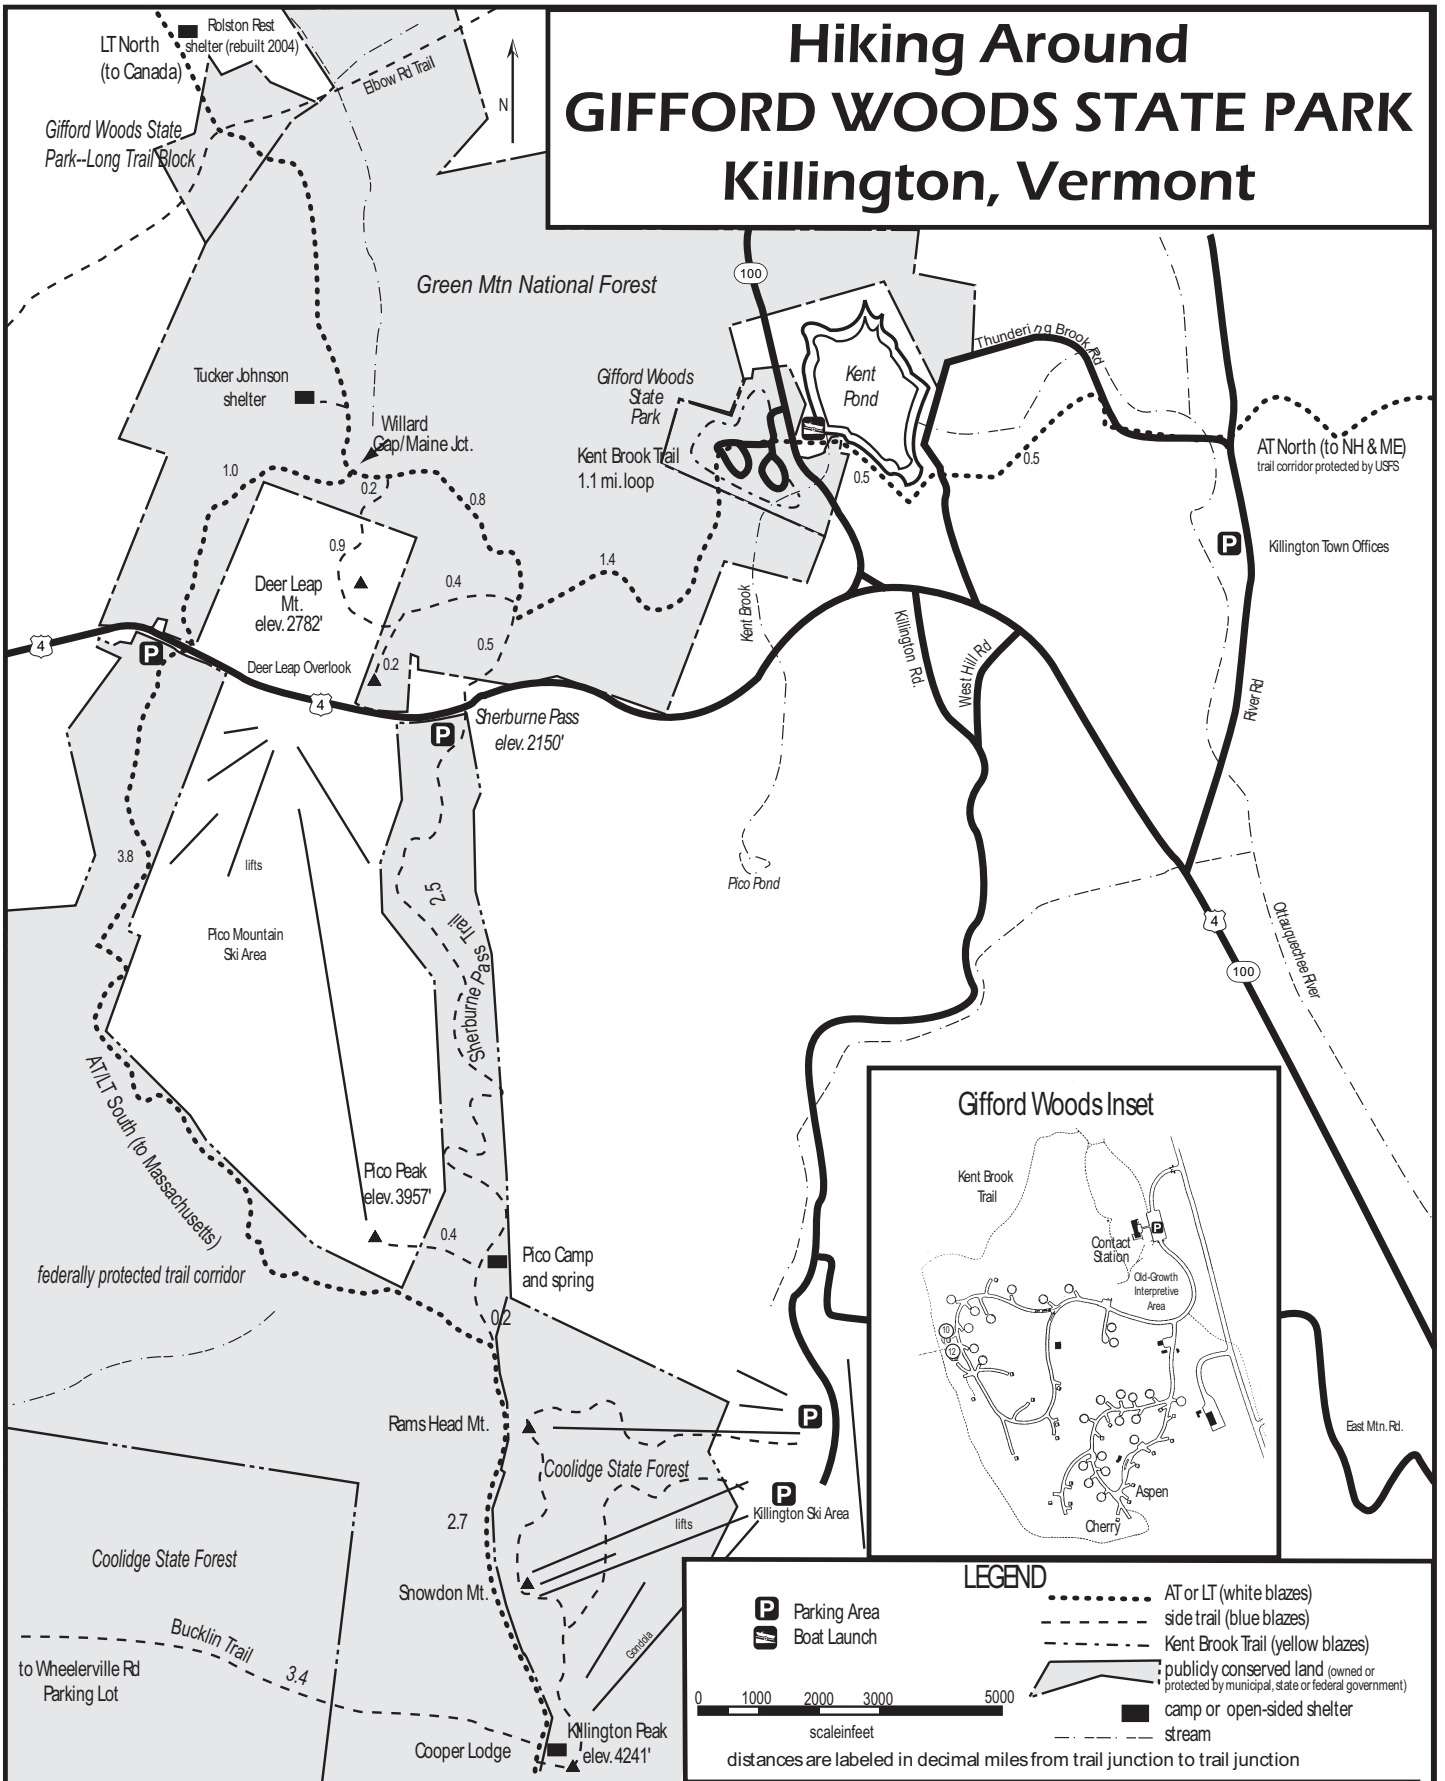 Hiking Around
GIFFORD WOODS STATE PARK
Killington, Vermont
Rolston Rest
shelter (rebuilt 2004)
LT North
(to Canada)
Elbow Rd Trail
N
Gifford Woods State
Park--Long Trail Block
Green Mtn National Forest
100
Thundering Brook Rd
Kent
Pond
Gifford Woods
State
Park
Tucker Johnson
shelter
Willard
Gap/Maine Jct.
Kent Brook Trail
1.1 mi. loop
AT North (to NH & ME)
trail corridor protected by USFS
1.0
0.2
0.8
0.5
0.5
P
Killington Town Offices
0.9
1.4
Deer Leap
Mt.
elev. 2782'
0.4
Kent Brook
Killington Rd.
West Hill Rd
River Rd
4
P
0.5
Deer Leap Overlook
0.2
4
Sherburne Pass
elev. 2150'
P
3.8
lifts
2.5
Sherburne Pass Trail
Pico Pond
Pico Mountain
Ski Area
4
100
Ottauquechee River
AT/LT South (to Massachusetts)
Pico Peak
elev. 3957'
0.4
Pico Camp
and spring
federally protected trail corridor
0.2
Gifford Woods Inset
Kent Brook
Trail
P
Contact
Station
Old-Growth
Interpretive
Area
10
12
Aspen
Cherry
East Mtn. Rd.
Rams Head Mt.
P
Coolidge State Forest
P
Killington Ski Area
lifts
2.7
Coolidge State Forest
Snowdon Mt.
Gondola
Bucklin Trail
3.4
to Wheelerville Rd
Parking Lot
Cooper Lodge
Killington Peak
elev. 4241'
LEGEND
P
Parking Area
Boat Launch
AT or LT (white blazes)
side trail (blue blazes)
Kent Brook Trail (yellow blazes)
publicly conserved land (owned or
protected by municipal, state or federal government)
camp or open-sided shelter
stream
0 1000 2000 3000 5000
scaleinfeet
distances are labeled in decimal miles from trail junction to trail junction